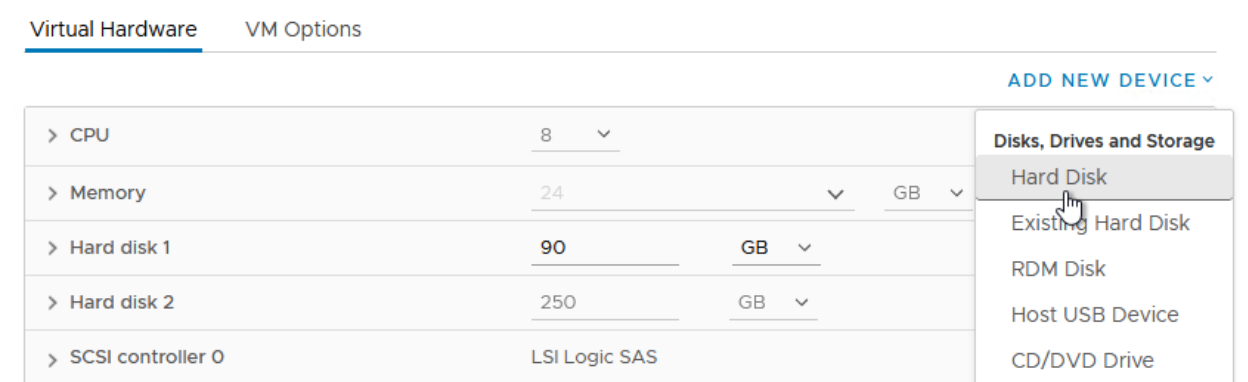 Virtual Hardware VM Options
ADD NEW DEVICE
CPU 8
Disks, Drives and Storage
Hard Disk
Memory 24 GB
Existing Hard Disk
Hard disk 1 90 GB
RDM Disk
Hard disk 2 250 GB
Host USB Device
SCSI controller 0 LSI Logic SAS
CD/DVD Drive